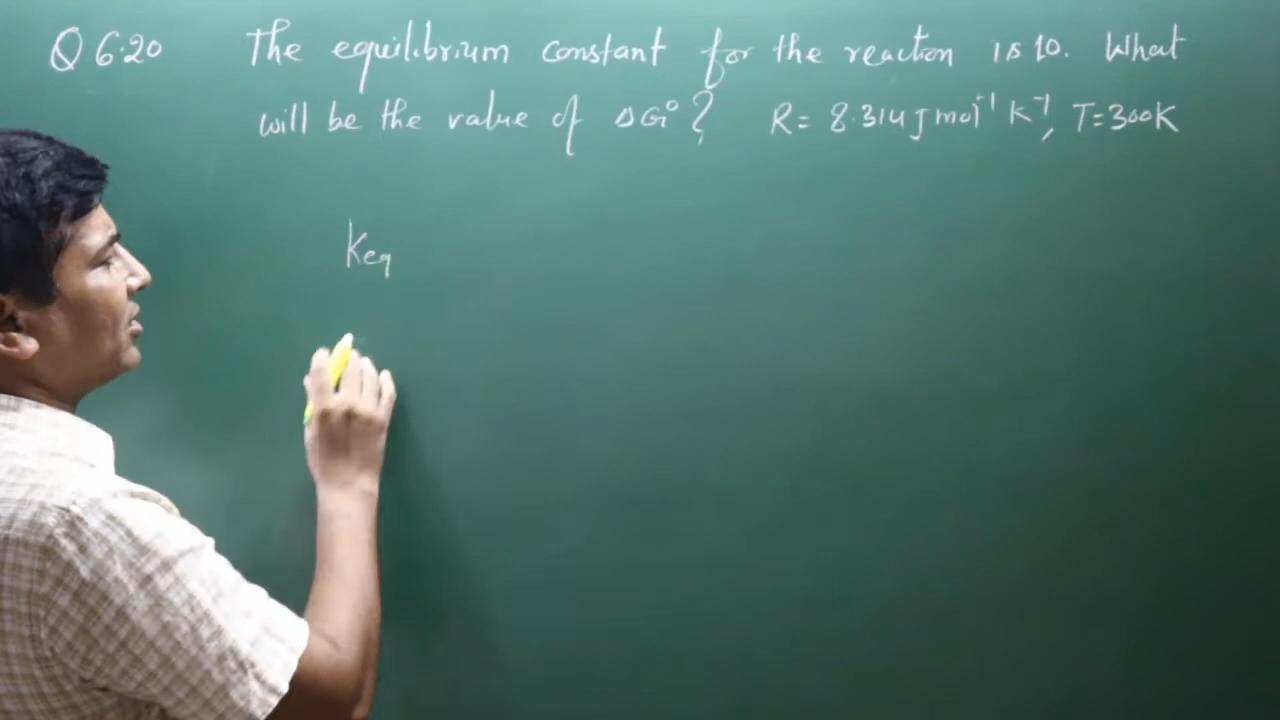 Q 6.20 The equilibrium constant for the reaction is 10. What
will be the value of ΔG°? R = 8.314 J mol⁻¹ K⁻¹, T=300K
Keq